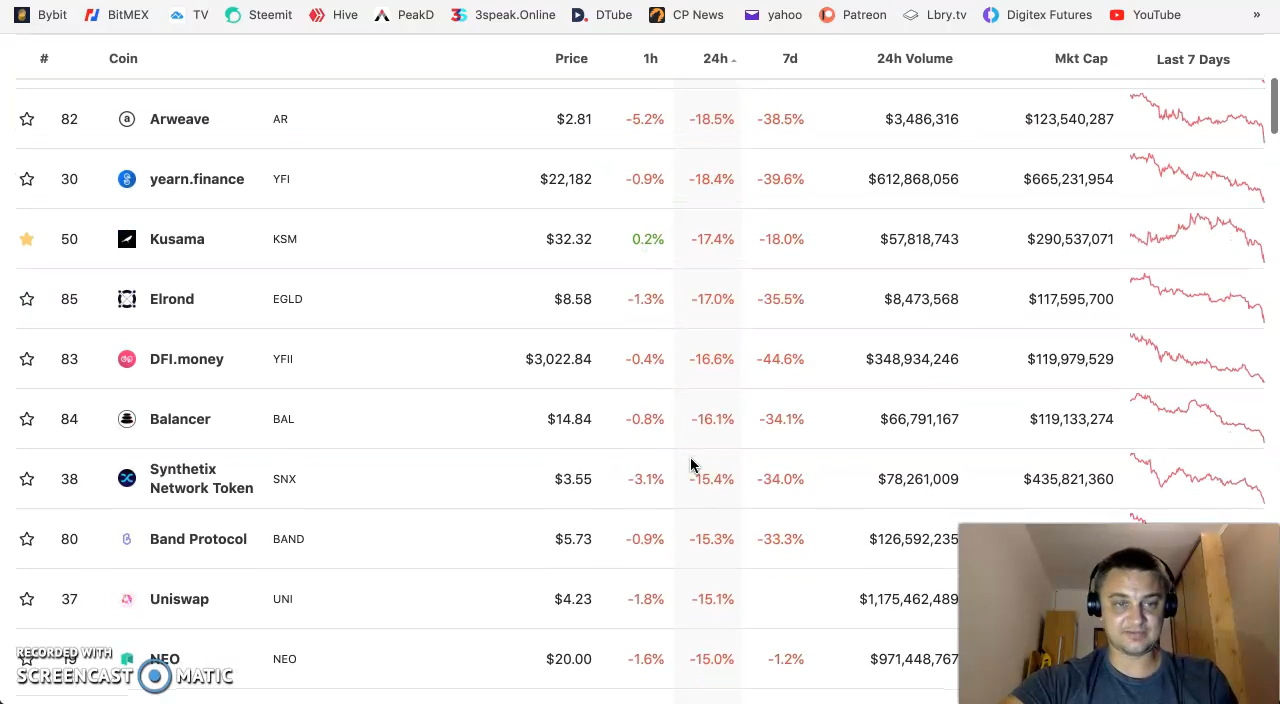 Bybit BitMEX TV Steemit Hive PeakD 3speak.Online DTube CP News yahoo Patreon Lbry.tv Digitex Futures YouTube »
# Coin Price 1h 24h 7d 24h Volume Mkt Cap Last 7 Days
82 Arweave AR $2.81 -5.2% -18.5% -38.5% $3,486,316 $123,540,287
30 yearn.finance YFI $22,182 -0.9% -18.4% -39.6% $612,868,056 $665,231,954
50 Kusama KSM $32.32 0.2% -17.4% -18.0% $57,818,743 $290,537,071
85 Elrond EGLD $8.58 -1.3% -17.0% -35.5% $8,473,568 $117,595,700
83 DFI.money YFII $3,022.84 -0.4% -16.6% -44.6% $348,934,246 $119,979,529
84 Balancer BAL $14.84 -0.8% -16.1% -34.1% $66,791,167 $119,133,274
38 Synthetix Network Token SNX $3.55 -3.1% -15.4% -34.0% $78,261,009 $435,821,360
80 Band Protocol BAND $5.73 -0.9% -15.3% -33.3% $126,592,235
37 Uniswap UNI $4.23 -1.8% -15.1% $1,175,462,489
19 NEO NEO $20.00 -1.6% -15.0% -1.2% $971,448,767
RECORDED WITH
SCREENCAST MATIC